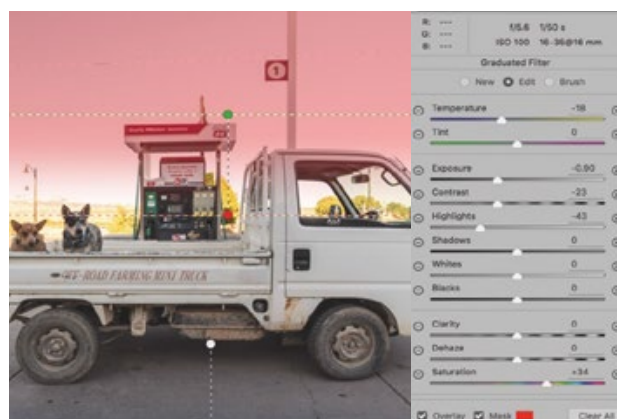 R: ---
G: ---
B: ---
f/5.6 1/50 s
ISO 100 16-35@16 mm
Graduated Filter
New Edit Brush
Temperature -18
Tint 0
Exposure -0.90
Contrast -23
Highlights -43
Shadows 0
Whites 0
Blacks 0
Clarity 0
Dehaze 0
Saturation +34
Overlay Mask Clear All
1
OFF-ROAD FARMING MINI TRUCK